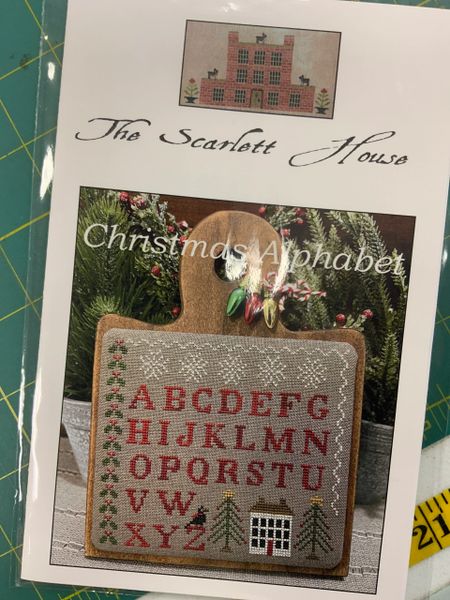 The Scarlett House
Christmas Alphabet
ABCDEFG
HIJKLMN
OPQRSTU
VW
XYZ
2